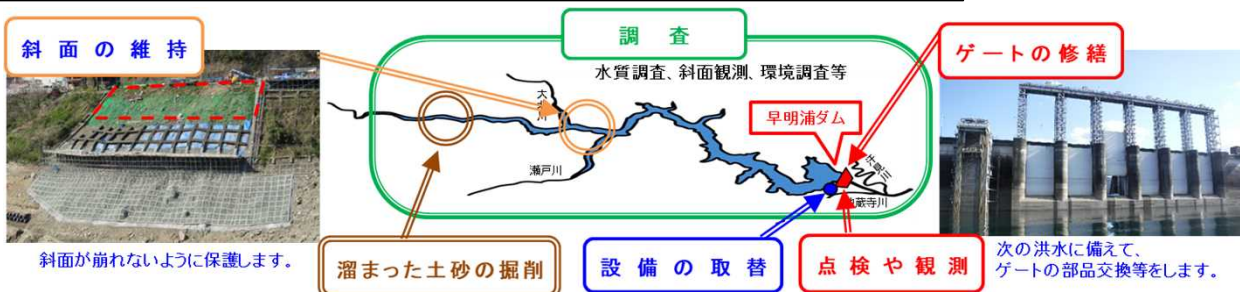 斜面の維持
斜面が崩れないように保護します。
調査
水質調査、斜面観測、環境調査等
瀬戸川
早明浦ダム
地蔵寺川
溜まった土砂の掘削
設備の取替
点検や観測
ゲートの修繕
次の洪水に備えて、
ゲートの部品交換等をします。